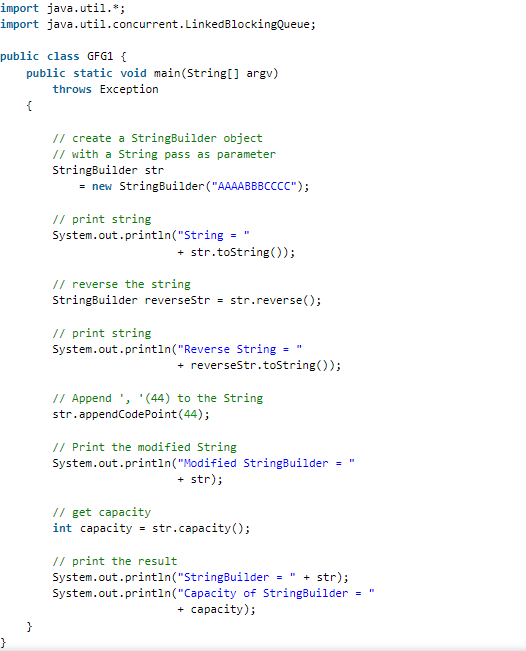 import java.util.*;
import java.util.concurrent.LinkedBlockingQueue;

public class GFG1 {
    public static void main(String[] argv)
        throws Exception
    {

        // create a StringBuilder object
        // with a String pass as parameter
        StringBuilder str
            = new StringBuilder("AAAABBBCCCC");

        // print string
        System.out.println("String = "
                           + str.toString());

        // reverse the string
        StringBuilder reverseStr = str.reverse();

        // print string
        System.out.println("Reverse String = "
                           + reverseStr.toString());

        // Append ', '(44) to the String
        str.appendCodePoint(44);

        // Print the modified String
        System.out.println("Modified StringBuilder = "
                           + str);

        // get capacity
        int capacity = str.capacity();

        // print the result
        System.out.println("StringBuilder = " + str);
        System.out.println("Capacity of StringBuilder = "
                           + capacity);
    }
}